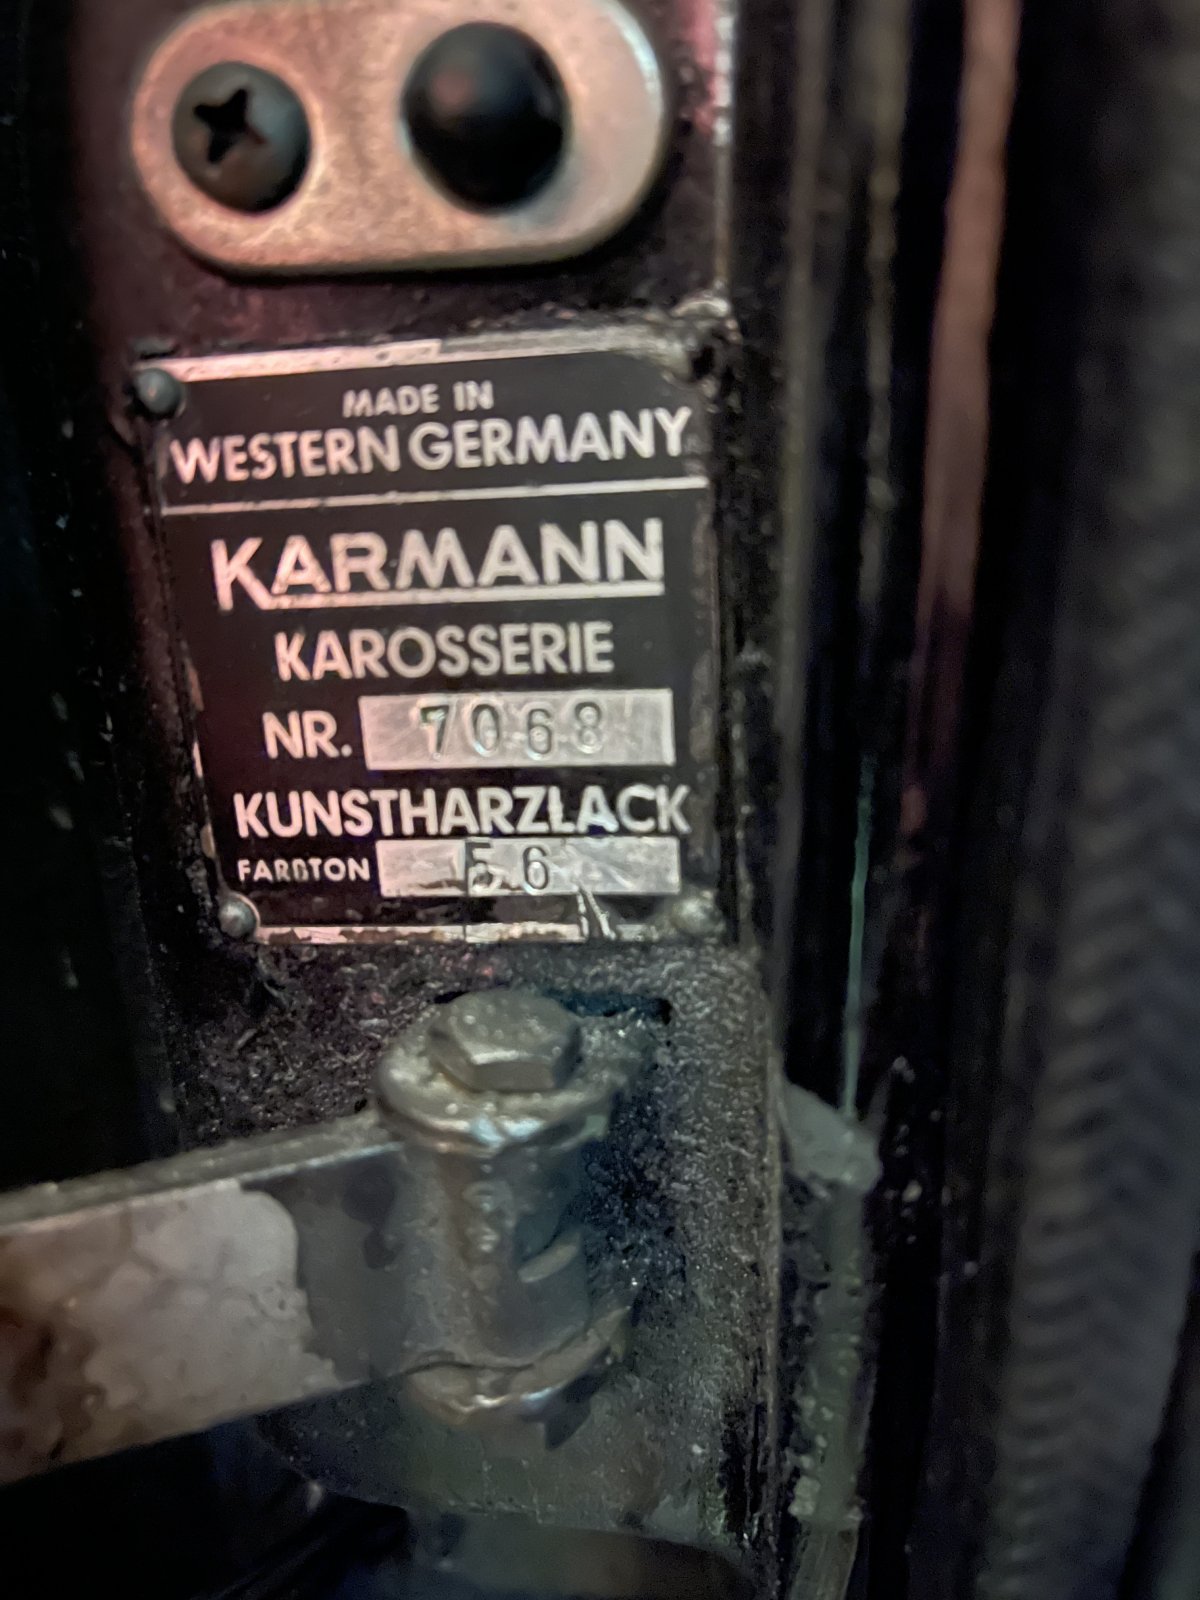 MADE IN
WESTERN GERMANY
KARMANN
KAROSSERIE
NR. 7068
KUNSTHARZLACK
FARBTON 56